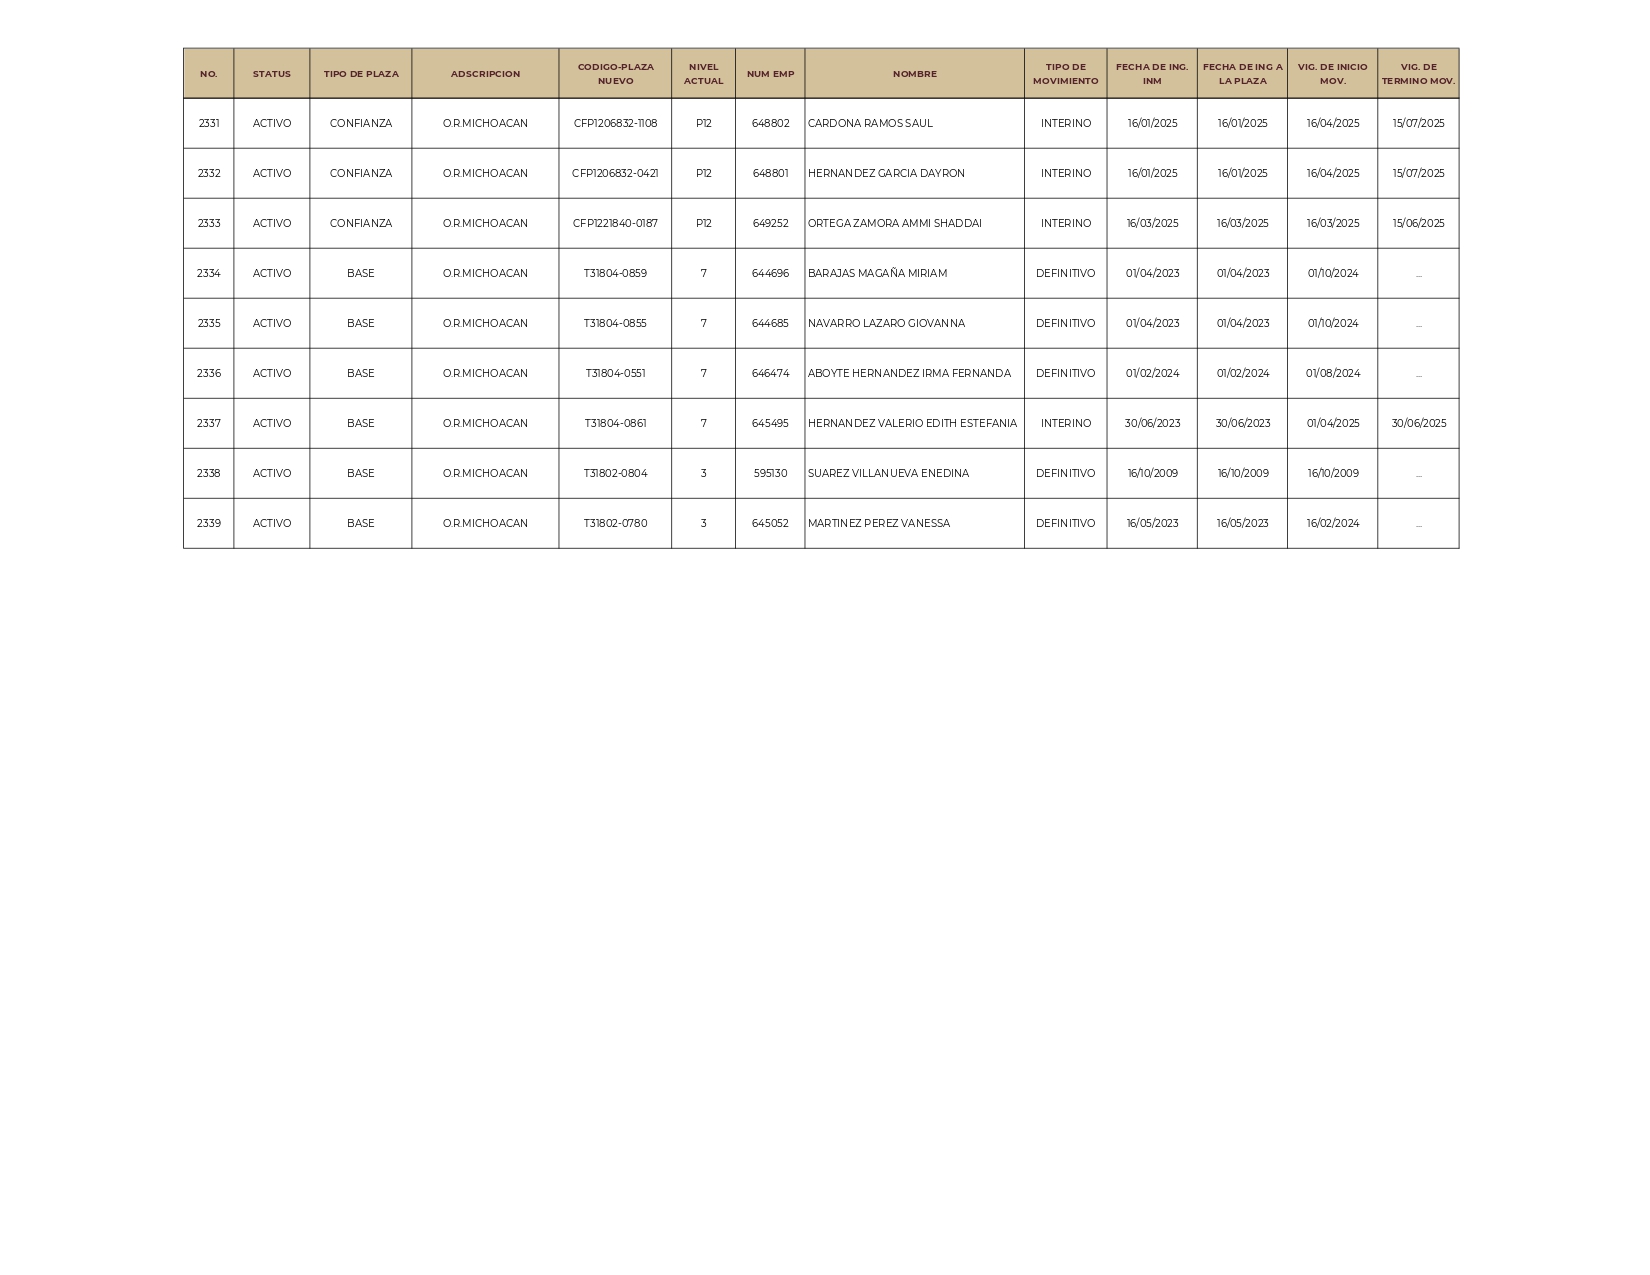 NO. STATUS TIPO DE PLAZA ADSCRIPCION CODIGO-PLAZA NUEVO NIVEL ACTUAL NUM EMP NOMBRE TIPO DE MOVIMIENTO FECHA DE ING. INM FECHA DE ING A LA PLAZA VIG. DE INICIO MOV. VIG. DE TERMINO MOV.
2331 ACTIVO CONFIANZA O.R.MICHOACAN CFP1206832-1108 P12 648802 CARDONA RAMOS SAUL INTERINO 16/01/2025 16/01/2025 16/04/2025 15/07/2025
2332 ACTIVO CONFIANZA O.R.MICHOACAN CFP1206832-0421 P12 648801 HERNANDEZ GARCIA DAYRON INTERINO 16/01/2025 16/01/2025 16/04/2025 15/07/2025
2333 ACTIVO CONFIANZA O.R.MICHOACAN CFP1221840-0187 P12 649252 ORTEGA ZAMORA AMMI SHADDAI INTERINO 16/03/2025 16/03/2025 16/03/2025 15/06/2025
2334 ACTIVO BASE O.R.MICHOACAN T31804-0859 7 644696 BARAJAS MAGAÑA MIRIAM DEFINITIVO 01/04/2023 01/04/2023 01/10/2024 ...
2335 ACTIVO BASE O.R.MICHOACAN T31804-0855 7 644685 NAVARRO LAZARO GIOVANNA DEFINITIVO 01/04/2023 01/04/2023 01/10/2024 ...
2336 ACTIVO BASE O.R.MICHOACAN T31804-0551 7 646474 ABOYTE HERNANDEZ IRMA FERNANDA DEFINITIVO 01/02/2024 01/02/2024 01/08/2024 ...
2337 ACTIVO BASE O.R.MICHOACAN T31804-0861 7 645495 HERNANDEZ VALERIO EDITH ESTEFANIA INTERINO 30/06/2023 30/06/2023 01/04/2025 30/06/2025
2338 ACTIVO BASE O.R.MICHOACAN T31802-0804 3 595130 SUAREZ VILLANUEVA ENEDINA DEFINITIVO 16/10/2009 16/10/2009 16/10/2009 ...
2339 ACTIVO BASE O.R.MICHOACAN T31802-0780 3 645052 MARTINEZ PEREZ VANESSA DEFINITIVO 16/05/2023 16/05/2023 16/02/2024 ...